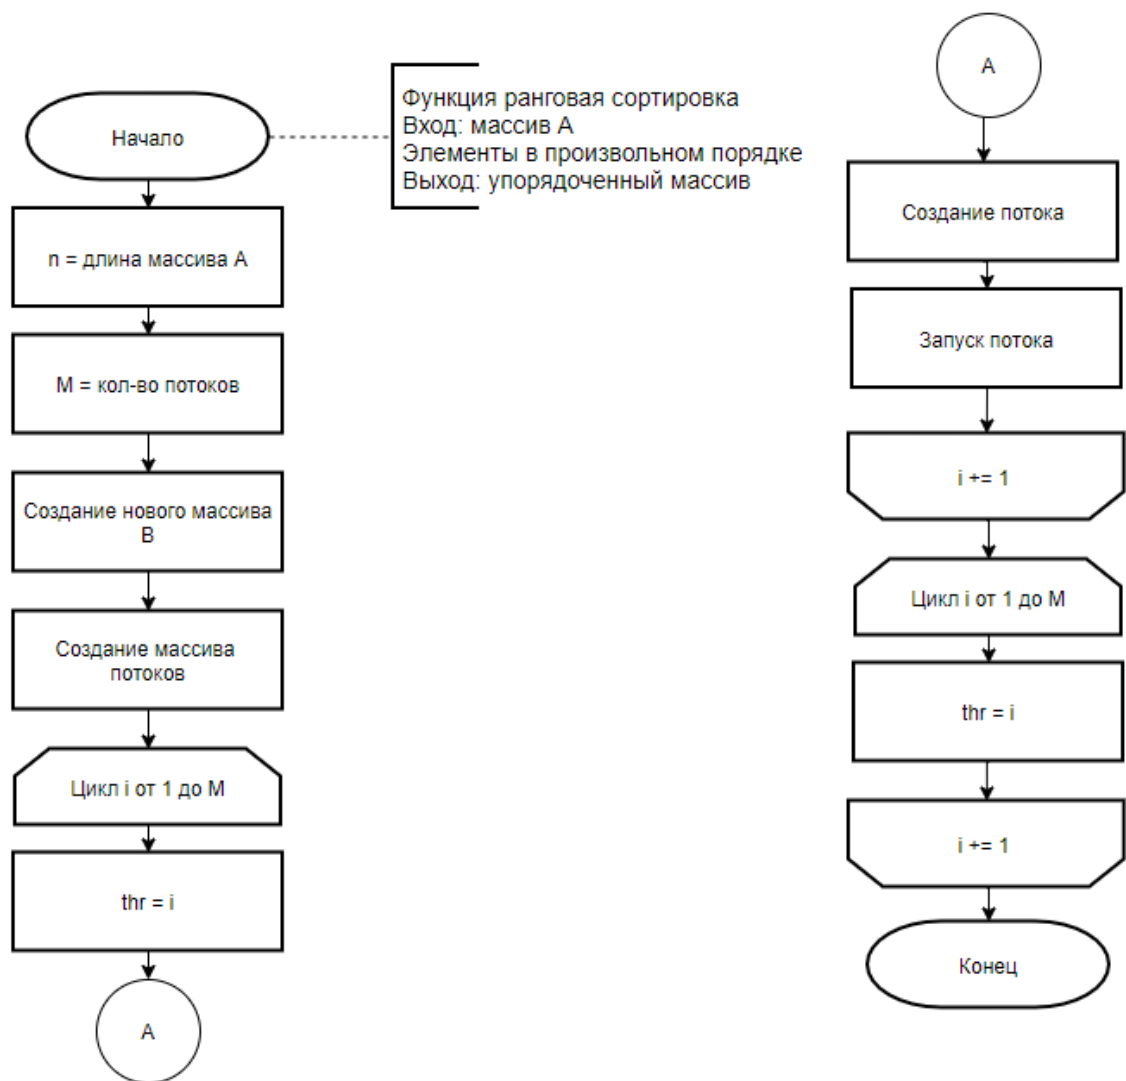 Начало
Функция ранговая сортировка
Вход: массив А
Элементы в произвольном порядке
Выход: упорядоченный массив
n = длина массива А
М = кол-во потоков
Создание нового массива
В
Создание массива
потоков
Цикл i от 1 до М
thr = i
А
А
Создание потока
Запуск потока
i += 1
Цикл i от 1 до М
thr = i
i += 1
Конец